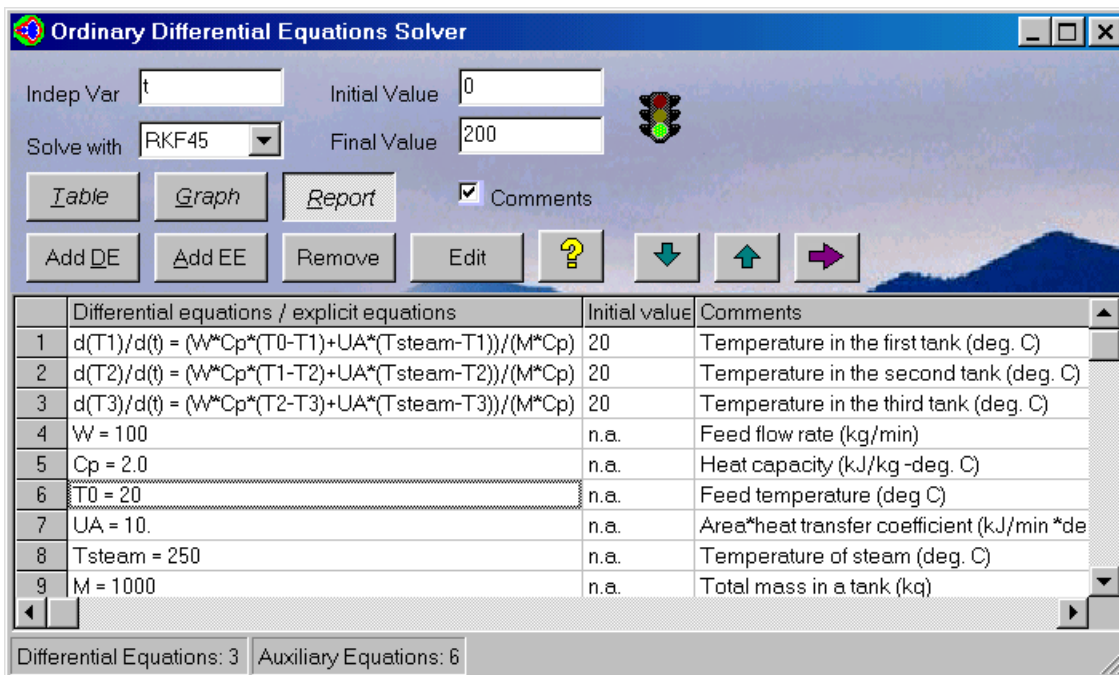 Ordinary Differential Equations Solver
Indep Var t Initial Value 0
Solve with RKF45 Final Value 200
Table Graph Report Comments
Add DE Add EE Remove Edit ?
Differential equations / explicit equations Initial value Comments
1 d(T1)/d(t) = (W*Cp*(T0-T1)+UA*(Tsteam-T1))/(M*Cp) 20 Temperature in the first tank (deg. C)
2 d(T2)/d(t) = (W*Cp*(T1-T2)+UA*(Tsteam-T2))/(M*Cp) 20 Temperature in the second tank (deg. C)
3 d(T3)/d(t) = (W*Cp*(T2-T3)+UA*(Tsteam-T3))/(M*Cp) 20 Temperature in the third tank (deg. C)
4 W = 100 n.a. Feed flow rate (kg/min)
5 Cp = 2.0 n.a. Heat capacity (kJ/kg-deg. C)
6 T0 = 20 n.a. Feed temperature (deg C)
7 UA = 10. n.a. Area*heat transfer coefficient (kJ/min *de
8 Tsteam = 250 n.a. Temperature of steam (deg. C)
9 M = 1000 n.a. Total mass in a tank (kg)
Differential Equations: 3 Auxiliary Equations: 6